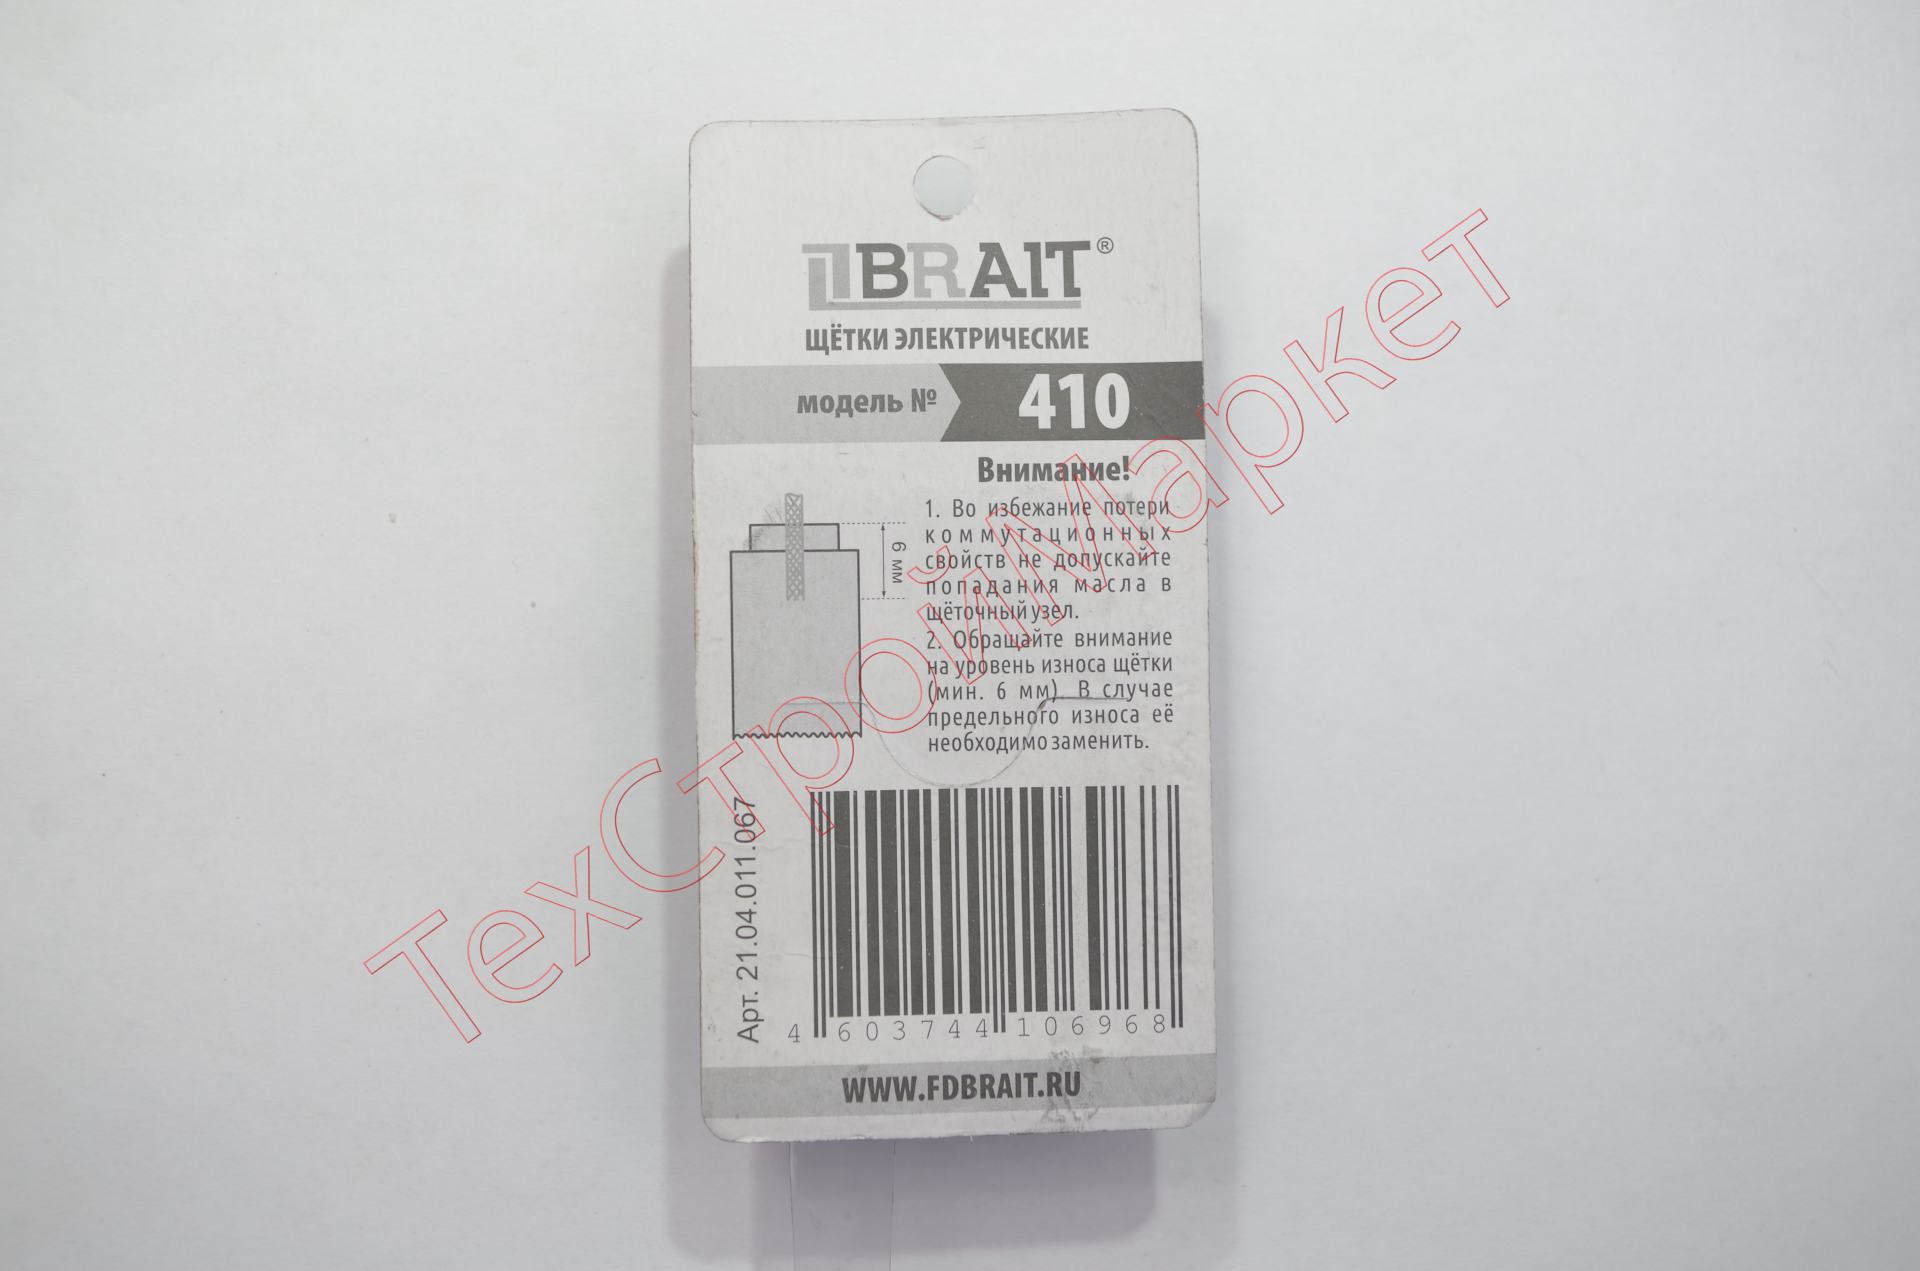 BRAIT®
ЩЁТКИ ЭЛЕКТРИЧЕСКИЕ
модель № 410
Внимание!
1. Во избежание потери
коммутационных
свойств не допускайте
попадания масла в
щёточный узел.
2. Обращайте внимание
на уровень износа щётки
(мин. 6 мм). В случае
предельного износа её
необходимо заменить.
6 мм
Арт. 21.04.011.067
4 603744 106968
WWW.FDBRAIT.RU
ТехСтройМаркет